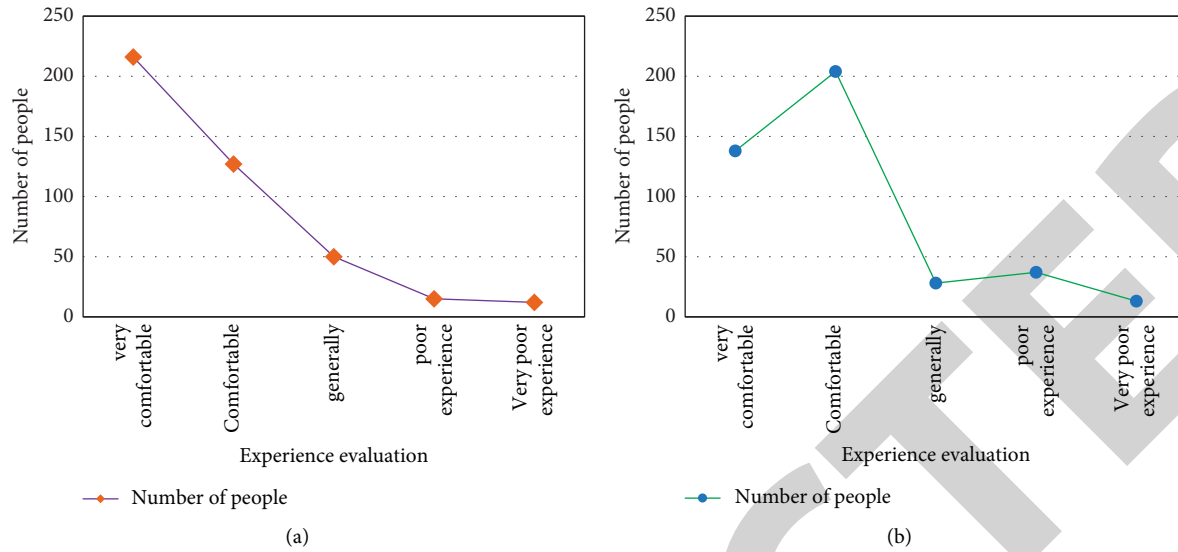 250
200
150
100
50
0
Number of people
very
comfortable
Comfortable
generally
poor
experience
Very poor
experience
Experience evaluation
Number of people
(a)
250
200
150
100
50
0
Number of people
very
comfortable
Comfortable
generally
poor
experience
Very poor
experience
Experience evaluation
Number of people
(b)